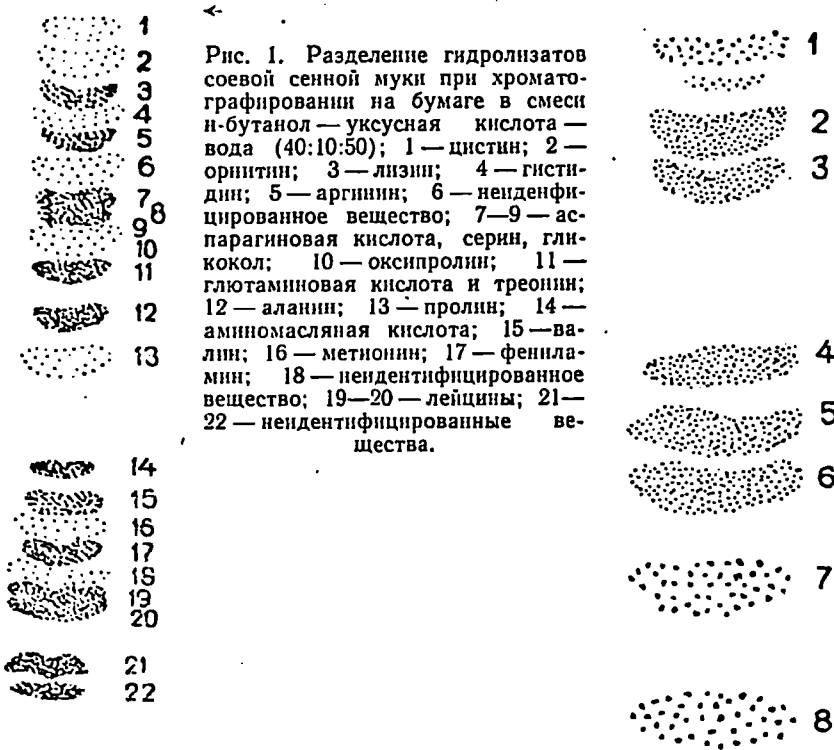 1
2
3
4
5
6
7
8
9
10
11
12
13
14
15
16
17
18
19
20
21
22
Рис. 1. Разделение гидролизатов
соевой сенной муки при хромато-
графировании на бумаге в смеси
н-бутанол — уксусная кислота —
вода (40:10:50); 1 — цистин; 2 —
орнитин; 3 — лизин; 4 — гисти-
дин; 5 — аргинин; 6 — неиденфи-
цированное вещество; 7—9 — ас-
парагиновая кислота, серин, гли-
кокол; 10 — оксипролин; 11 —
глютаминовая кислота и треонин;
12 — аланин; 13 — пролин; 14 —
аминомасляная кислота; 15 —ва-
лин; 16 — метионин; 17 — фенила-
мин; 18 — неидентифицированное
вещество; 19—20 — лейцины; 21—
22 — неидентифицированные ве-
щества.
1
2
3
4
5
6
7
8